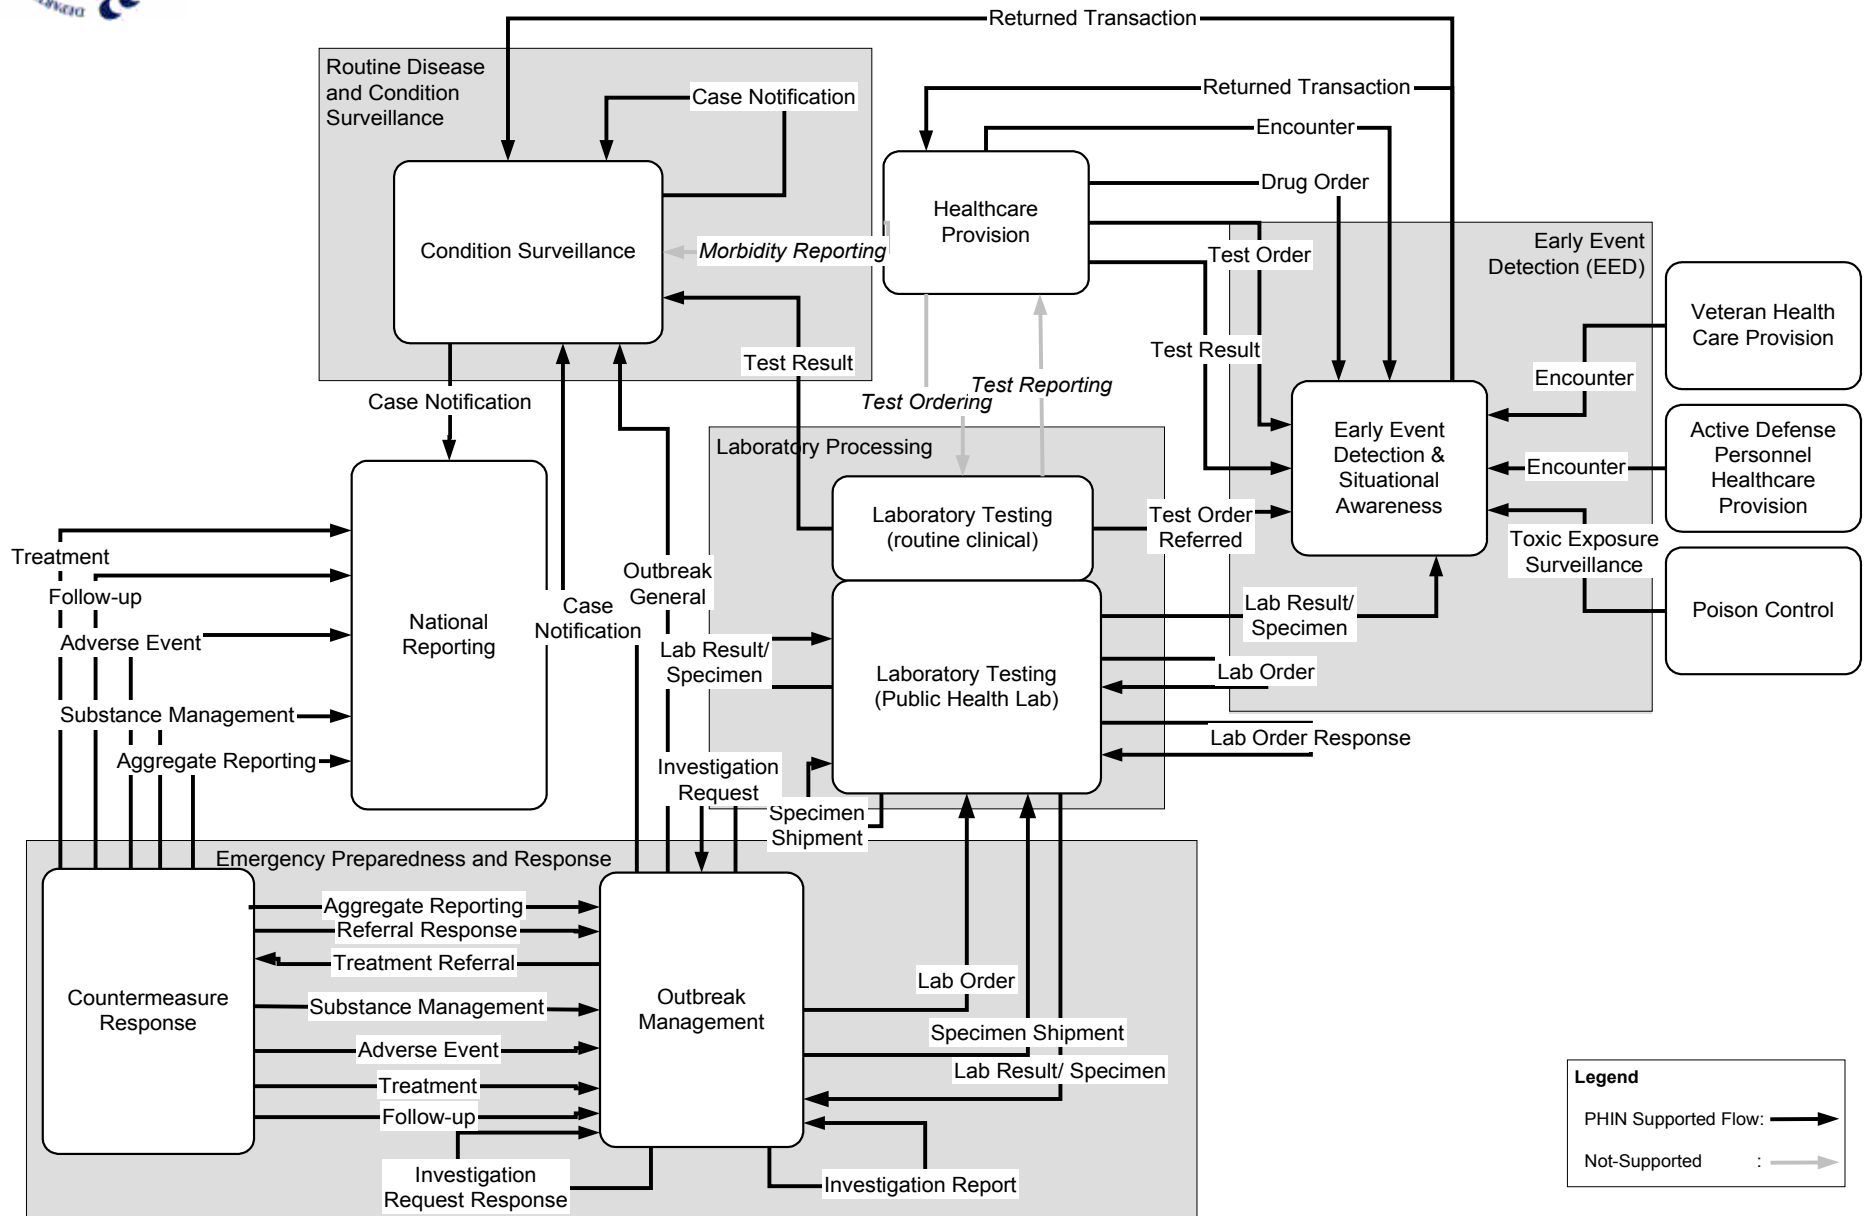 Returned Transaction
Routine Disease
and Condition
Surveillance
Case Notification
Returned Transaction
Encounter
Drug Order
Healthcare
Provision
Condition Surveillance
Morbidity Reporting
Test Order
Early Event
Detection (EED)
Veteran Health
Care Provision
Test Result
Test Result
Test Reporting
Test Ordering
Encounter
Case Notification
Laboratory Processing
Early Event
Detection &
Situational
Awareness
Active Defense
Personnel
Healthcare
Provision
Encounter
Laboratory Testing
(routine clinical)
Test Order
Referred
Toxic Exposure
Surveillance
Treatment
Follow-up
Adverse Event
Substance Management
Aggregate Reporting
National
Reporting
Case
Notification
Outbreak
General
Lab Result/
Specimen
Laboratory Testing
(Public Health Lab)
Lab Result/
Specimen
Lab Order
Lab Order Response
Poison Control
Investigation
Request
Specimen
Shipment
Emergency Preparedness and Response
Countermeasure
Response
Aggregate Reporting
Referral Response
Treatment Referral
Substance Management
Adverse Event
Treatment
Follow-up
Outbreak
Management
Lab Order
Specimen Shipment
Lab Result/ Specimen
Investigation
Request Response
Investigation Report
Legend
PHIN Supported Flow:
Not-Supported :